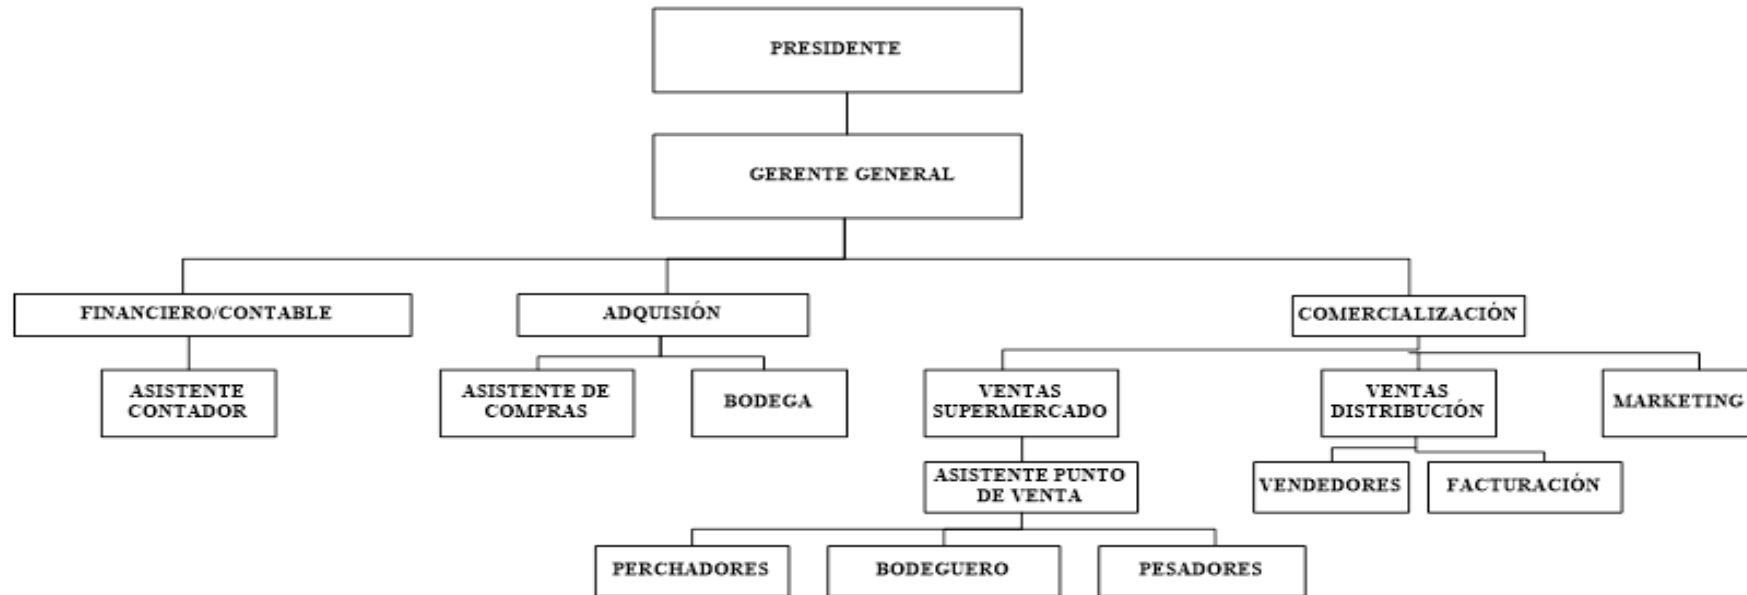 PRESIDENTE
GERENTE GENERAL
FINANCIERO/CONTABLE
ADQUISIÓN
COMERCIALIZACIÓN
ASISTENTE
CONTADOR
ASISTENTE DE
COMPRAS
BODEGA
VENTAS
SUPERMERCADO
VENTAS
DISTRIBUCIÓN
MARKETING
ASISTENTE PUNTO
DE VENTA
VENDEDORES
FACTURACIÓN
PERCHADORES
BODEGUERO
PESADORES